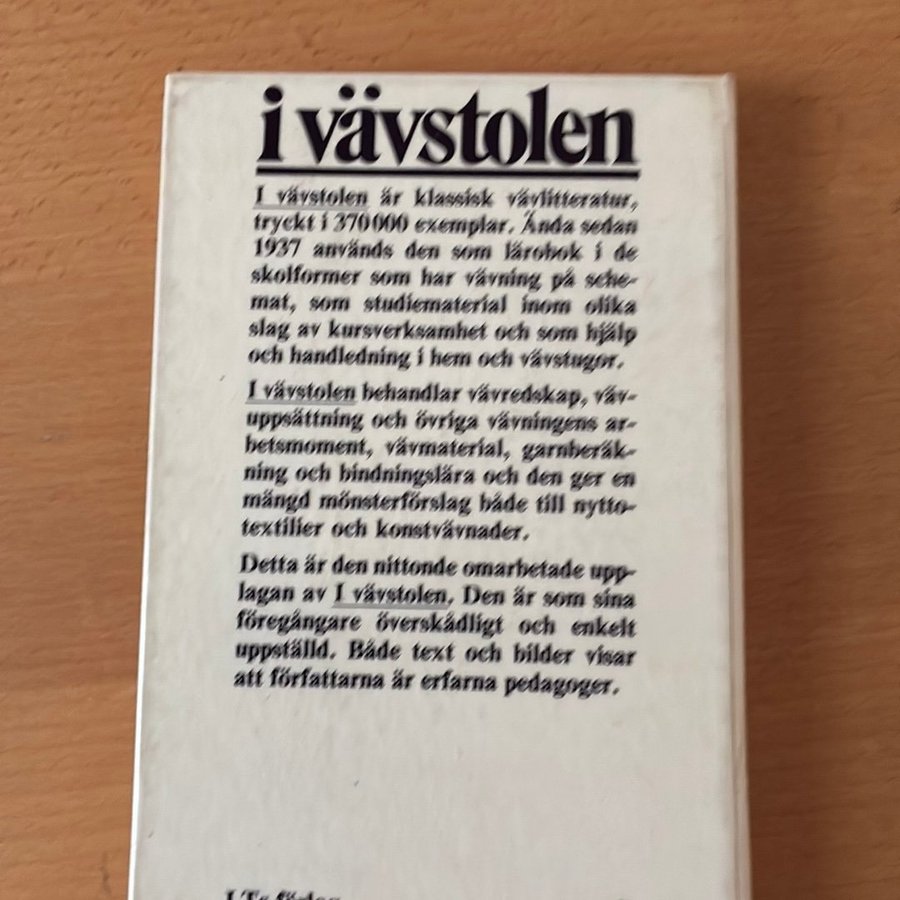 i vävstolen
I vävstolen är klassisk vävlitteratur,
tryckt i 370 000 exemplar. Ända sedan
1937 används den som lärobok i de
skolformer som har vävning på sche-
mat, som studiematerial inom olika
slag av kursverksamhet och som hjälp
och handledning i hem och vävstugor.
I vävstolen behandlar vävredskap, väv-
uppsättning och övriga vävningens ar-
betsmoment, vävmaterial, garnberäk-
ning och bindningslära och den ger en
mängd mönsterförslag både till nytto-
textilier och konstvävnader.
Detta är den nittonde omarbetade upp-
lagan av I vävstolen. Den är som sina
föregångare överskådligt och enkelt
uppställd. Både text och bilder visar
att författarna är erfarna pedagoger.
LTs förlag